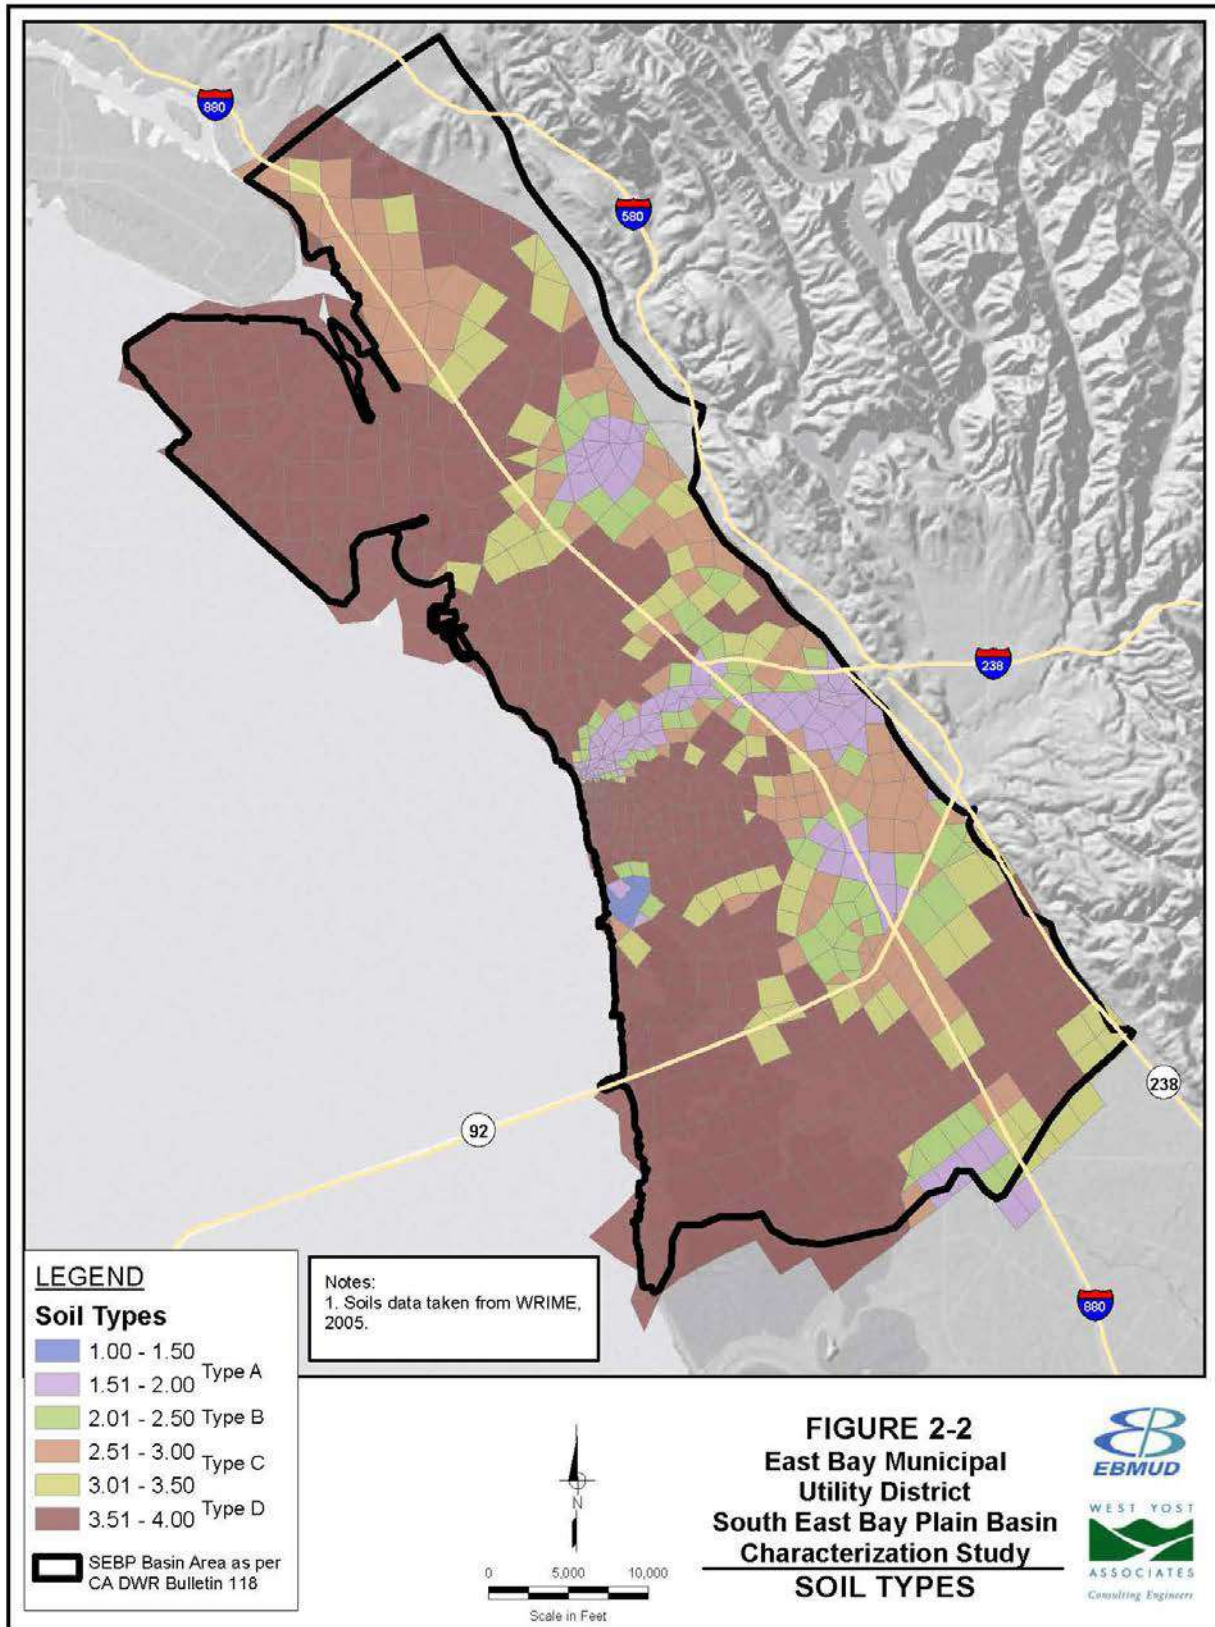 880
580
238
238
92
880
LEGEND
Soil Types
1.00 - 1.50
Type A
1.51 - 2.00
2.01 - 2.50 Type B
2.51 - 3.00
Type C
3.01 - 3.50
Type D
3.51 - 4.00
SEBP Basin Area as per
CA DWR Bulletin 118
Notes:
1. Soils data taken from WRIME,
2005.
N
0 5,000 10,000
Scale in Feet
FIGURE 2-2
East Bay Municipal
Utility District
South East Bay Plain Basin
Characterization Study
SOIL TYPES
EBMUD
WEST YOST
ASSOCIATES
Consulting Engineers